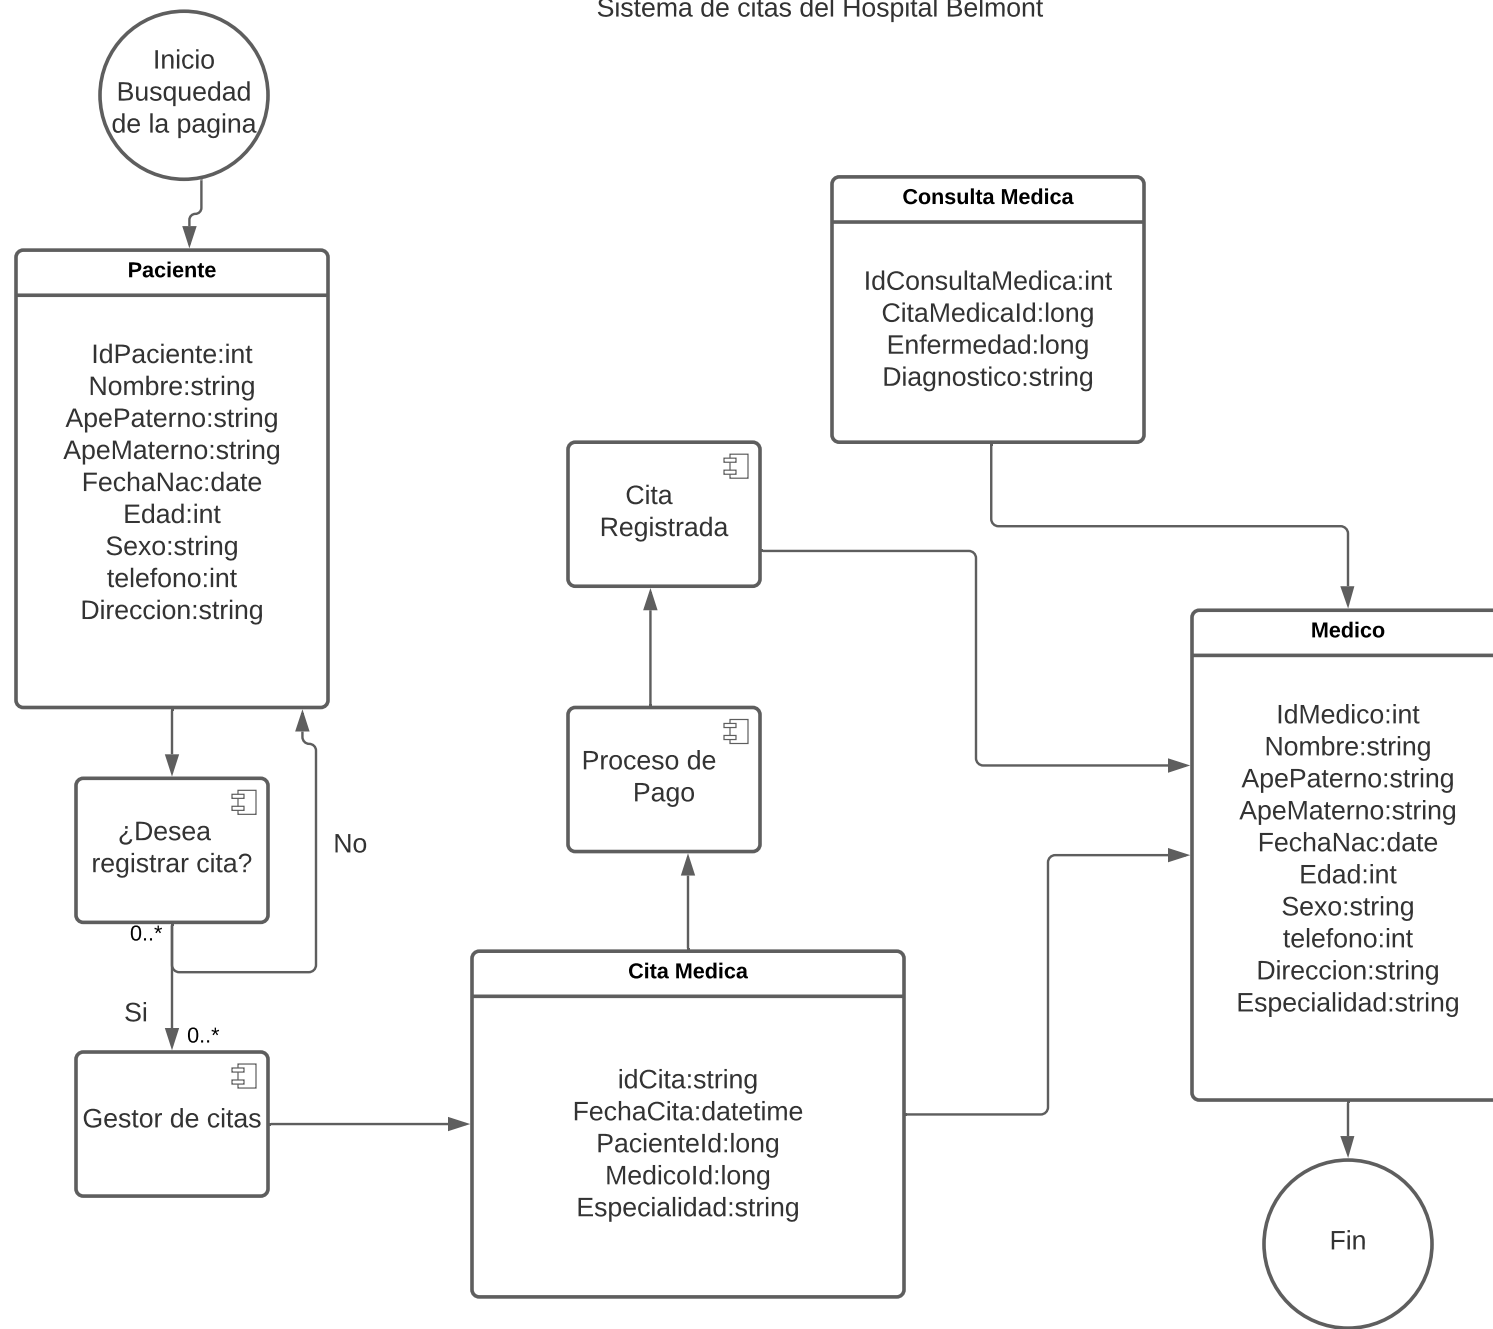 Sistema de citas del Hospital Belmont
Inicio
Busquedad
de la pagina
Paciente
IdPaciente:int
Nombre:string
ApePaterno:string
ApeMaterno:string
FechaNac:date
Edad:int
Sexo:string
telefono:int
Direccion:string
¿Desea
registrar cita?
No
0..*
Si
0..*
Gestor de citas
Cita Medica
idCita:string
FechaCita:datetime
PacienteId:long
MedicoId:long
Especialidad:string
Proceso de
Pago
Cita
Registrada
Consulta Medica
IdConsultaMedica:int
CitaMedicaId:long
Enfermedad:long
Diagnostico:string
Medico
IdMedico:int
Nombre:string
ApePaterno:string
ApeMaterno:string
FechaNac:date
Edad:int
Sexo:string
telefono:int
Direccion:string
Especialidad:string
Fin